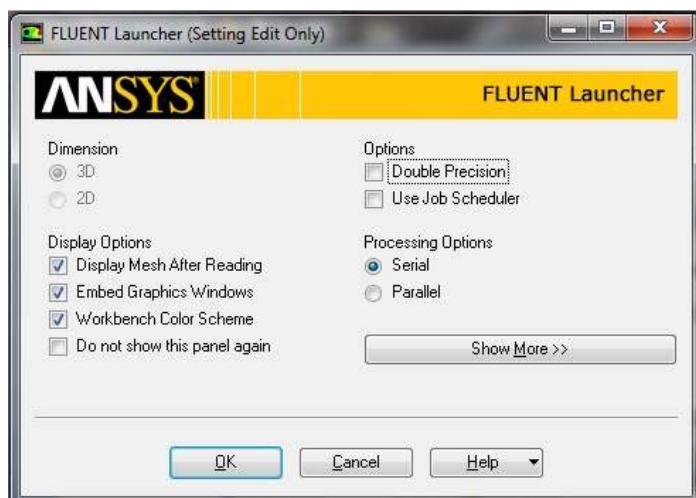 FLUENT Launcher (Setting Edit Only)
ANSYS
FLUENT Launcher
Dimension
3D
2D
Display Options
Display Mesh After Reading
Embed Graphics Windows
Workbench Color Scheme
Do not show this panel again
Options
Double Precision
Use Job Scheduler
Processing Options
Serial
Parallel
Show More >>
OK
Cancel
Help